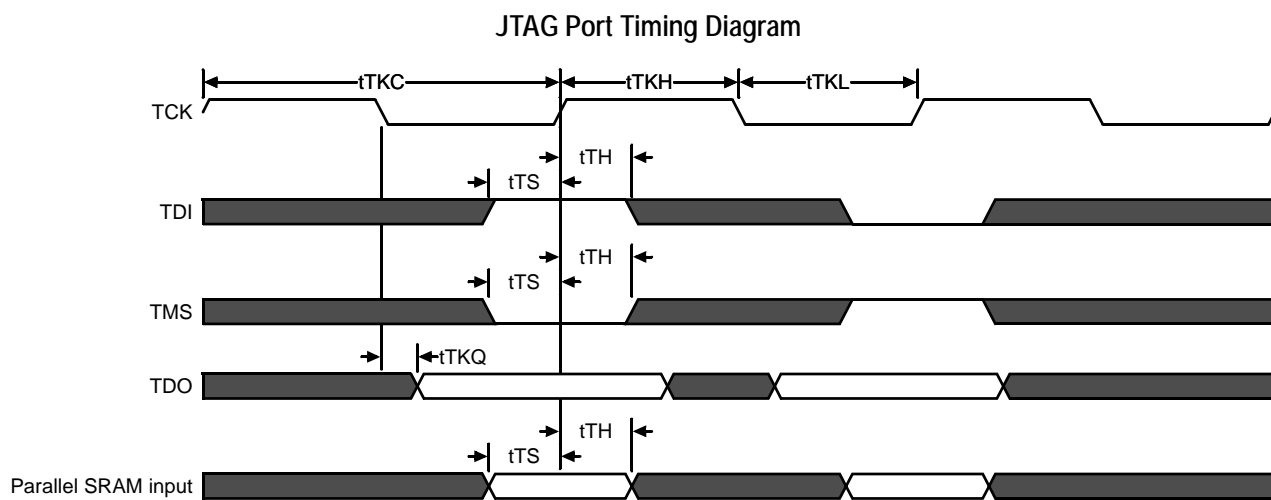 JTAG Port Timing Diagram
tTKC tTKH tTKL
TCK
tTH
tTS
TDI
tTH
tTS
TMS
tTKQ
TDO
tTH
tTS
Parallel SRAM input